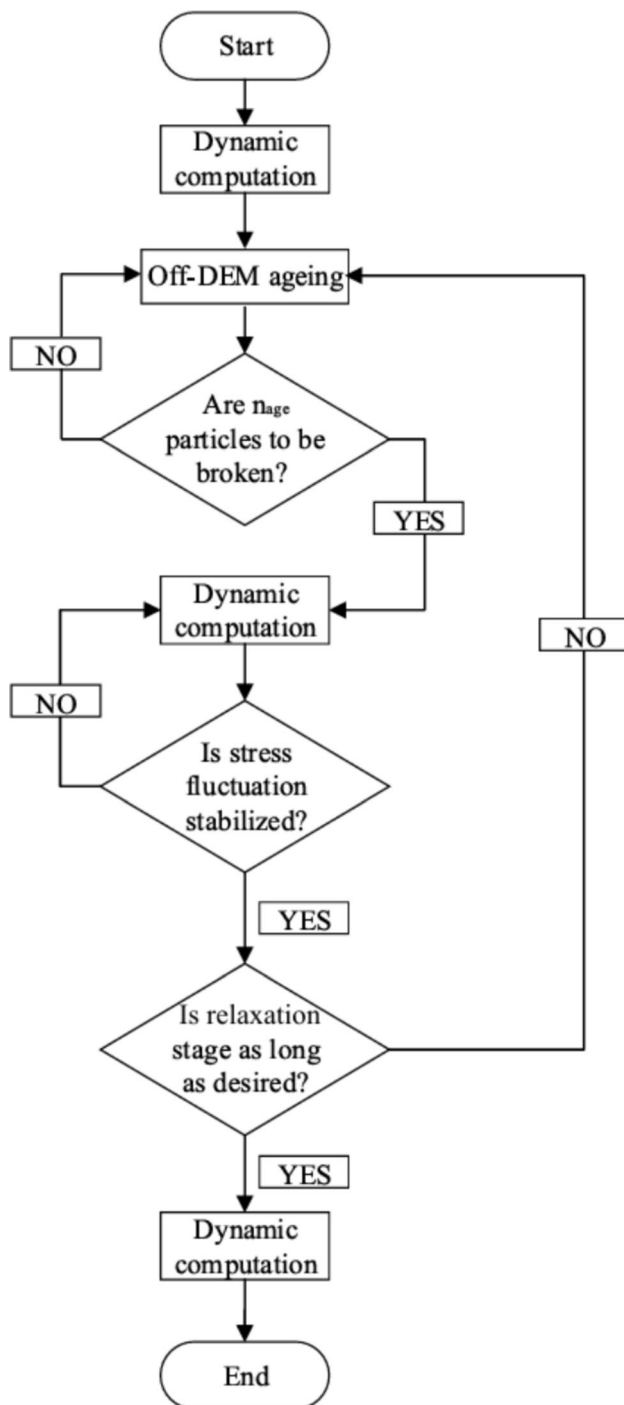 Start
Dynamic
computation
Off-DEM ageing
NO
Are nage
particles to be
broken?
YES
Dynamic
computation
NO
NO
Is stress
fluctuation
stabilized?
YES
Is relaxation
stage as long
as desired?
YES
Dynamic
computation
End